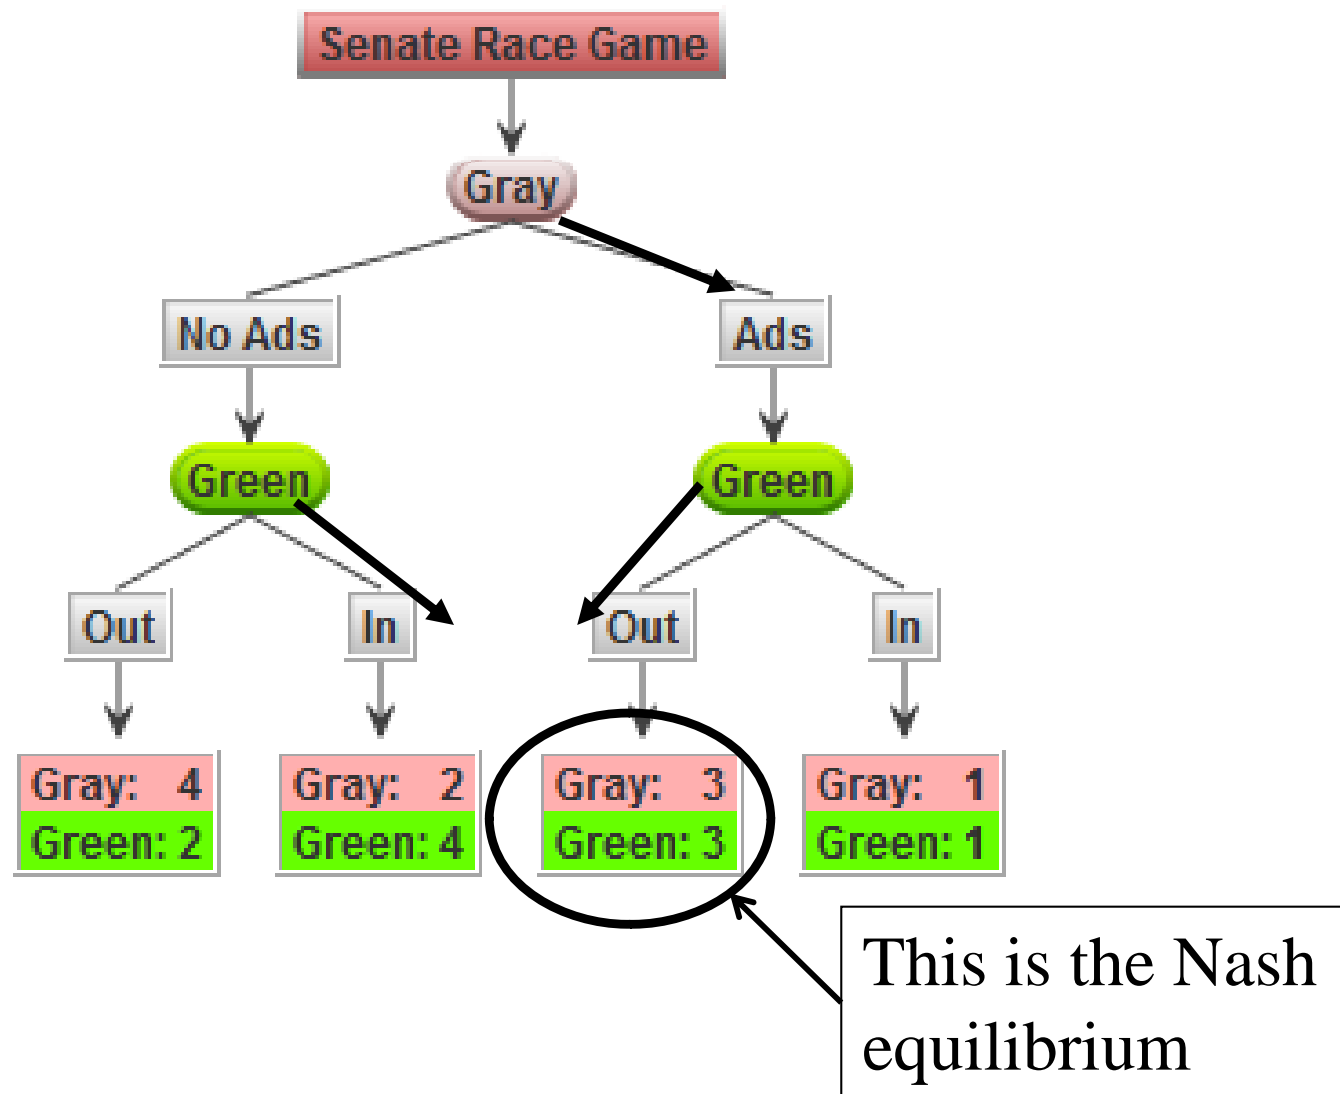 Senate Race Game
Gray
No Ads
Ads
Green
Green
Out
In
Out
In
Gray: 4
Green: 2
Gray: 2
Green: 4
Gray: 3
Green: 3
Gray: 1
Green: 1
This is the Nash
equilibrium